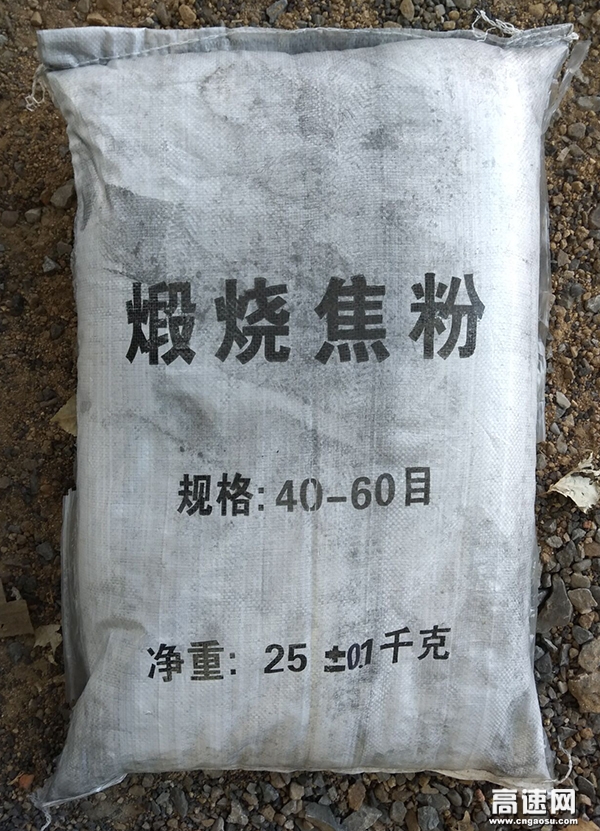 煅烧焦粉
规格: 40-60目
净重: 25 ±0.1千克
高速网
www.cngaosu.com